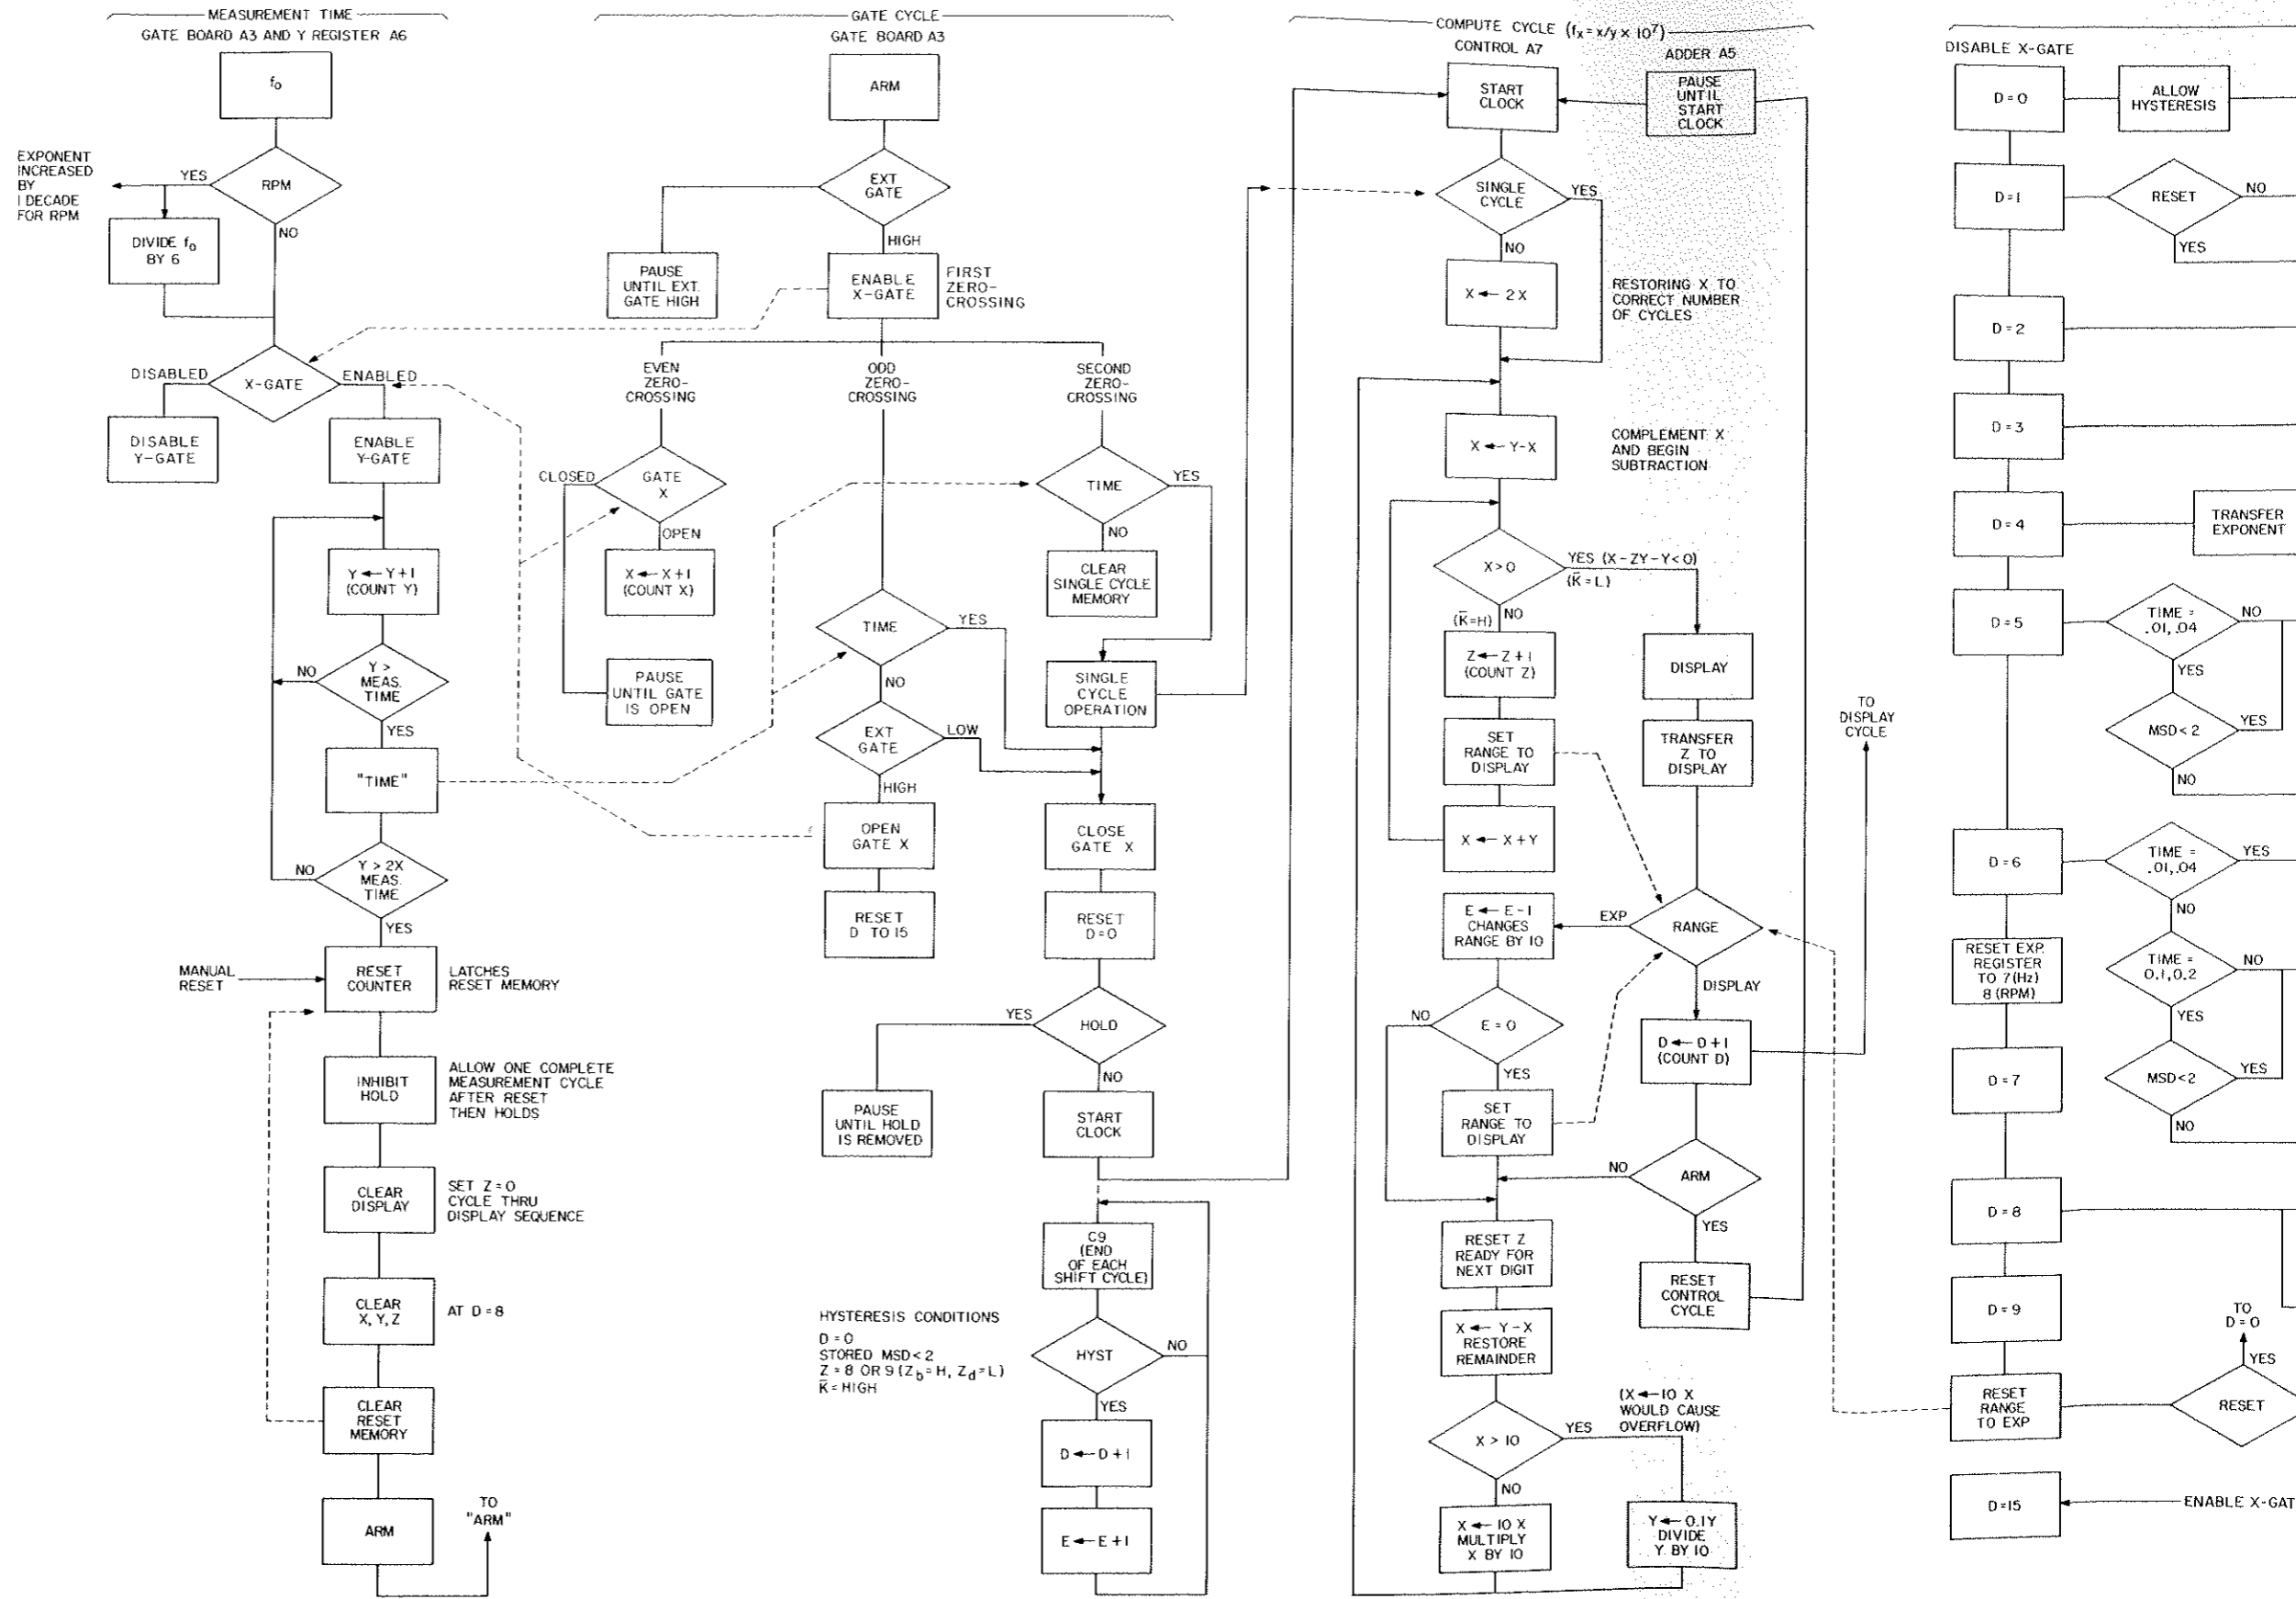 MEASUREMENT TIME
GATE BOARD A3 AND Y REGISTER A6
f₀
RPM
YES
NO
EXPONENT
INCREASED
BY
1 DECADE
FOR RPM
DIVIDE f₀
BY 6
X-GATE
DISABLED
ENABLED
DISABLE
Y-GATE
ENABLE
Y-GATE
Y ← Y+1
(COUNT Y)
Y >
MEAS.
TIME
NO
YES
"TIME"
Y > 2X
MEAS.
TIME
NO
YES
MANUAL
RESET
RESET
COUNTER
LATCHES
RESET MEMORY
INHIBIT
HOLD
ALLOW ONE COMPLETE
MEASUREMENT CYCLE
AFTER RESET
THEN HOLDS
CLEAR
DISPLAY
SET Z=0
CYCLE THRU
DISPLAY SEQUENCE
CLEAR
X, Y, Z
AT D=8
CLEAR
RESET
MEMORY
ARM
TO
"ARM"
GATE CYCLE
GATE BOARD A3
ARM
EXT
GATE
HIGH
PAUSE
UNTIL EXT.
GATE HIGH
ENABLE
X-GATE
FIRST
ZERO-
CROSSING
EVEN
ZERO-
CROSSING
ODD
ZERO-
CROSSING
SECOND
ZERO-
CROSSING
CLOSED
GATE
X
OPEN
X ← X+1
(COUNT X)
PAUSE
UNTIL GATE
IS OPEN
TIME
YES
NO
EXT
GATE
LOW
HIGH
OPEN
GATE X
RESET
D TO 15
TIME
YES
NO
CLEAR
SINGLE CYCLE
MEMORY
SINGLE
CYCLE
OPERATION
CLOSE
GATE X
RESET
D=0
HOLD
YES
NO
PAUSE
UNTIL HOLD
IS REMOVED
START
CLOCK
C9
(END
OF EACH
SHIFT CYCLE)
HYSTERESIS CONDITIONS
D=0
STORED MSD<2
Z=8 OR 9 (Zb=H, Zd=L)
K̄=HIGH
HYST
NO
YES
D ← D+1
E ← E+1
COMPUTE CYCLE (fx=x/y×10⁷)
CONTROL A7
ADDER A5
START
CLOCK
PAUSE
UNTIL
START
CLOCK
SINGLE
CYCLE
YES
NO
X ← 2X
RESTORING X TO
CORRECT NUMBER
OF CYCLES
X ← Y-X
COMPLEMENT X
AND BEGIN
SUBTRACTION
X>0
YES (X-ZY-Y<0)
(K̄=L)
(K̄=H)
NO
Z ← Z+1
(COUNT Z)
SET
RANGE TO
DISPLAY
X ← X+Y
DISPLAY
TRANSFER
Z TO
DISPLAY
TO
DISPLAY
CYCLE
E ← E-1
CHANGES
RANGE BY 10
EXP
RANGE
DISPLAY
NO
E=0
YES
D ← D+1
(COUNT D)
SET
RANGE TO
DISPLAY
NO
ARM
YES
RESET Z
READY FOR
NEXT DIGIT
RESET
CONTROL
CYCLE
X ← Y-X
RESTORE
REMAINDER
X > 10
YES
(X ← 10 X
WOULD CAUSE
OVERFLOW)
NO
X ← 10 X
MULTIPLY
X BY 10
Y ← 0.1Y
DIVIDE
Y BY 10
DISABLE X-GATE
D=0
ALLOW
HYSTERESIS
D=1
RESET
NO
YES
D=2
D=3
D=4
TRANSFER
EXPONENT
D=5
TIME =
.01,.04
NO
YES
MSD<2
YES
NO
D=6
TIME =
.01,.04
YES
NO
RESET EXP.
REGISTER
TO 7(Hz)
8 (RPM)
TIME =
0.1,0.2
NO
YES
D=7
MSD<2
YES
NO
D=8
D=9
TO
D=0
YES
RESET
RANGE
TO EXP
RESET
D=15
ENABLE X-GAT